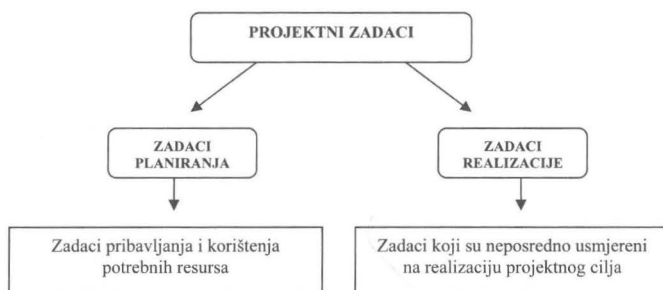 PROJEKTNI ZADACI
ZADACI
PLANIRANJA
ZADACI
REALIZACIJE
Zadaci pribavljanja i korištenja
potrebnih resursa
Zadaci koji su neposredno usmjereni
na realizaciju projektnog cilja